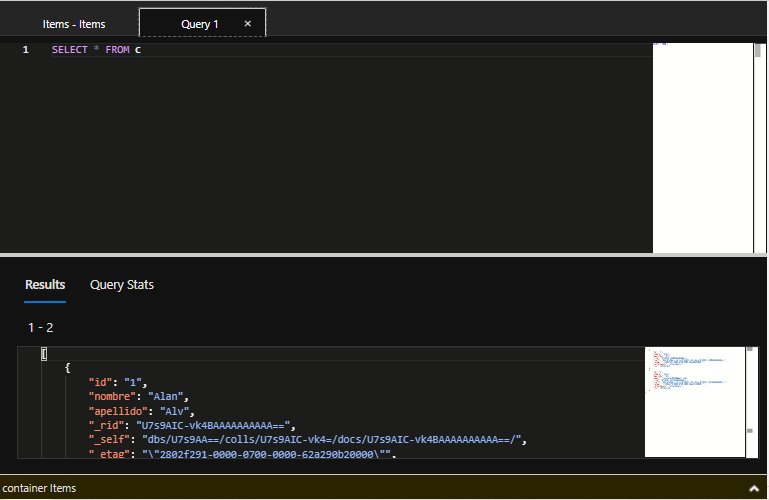 Items - Items
Query 1 ×
1 SELECT * FROM c
Results Query Stats
1 - 2
[
{
"id": "1",
"nombre": "Alan",
"apellido": "Alv",
"_rid": "U7s9AIC-vk4BAAAAAAAAAA==",
"_self": "dbs/U7s9AA==/colls/U7s9AIC-vk4=/docs/U7s9AIC-vk4BAAAAAAAAAA==/",
"_etag": "\"2802f291-0000-0700-0000-62a290b20000\"",
container Items